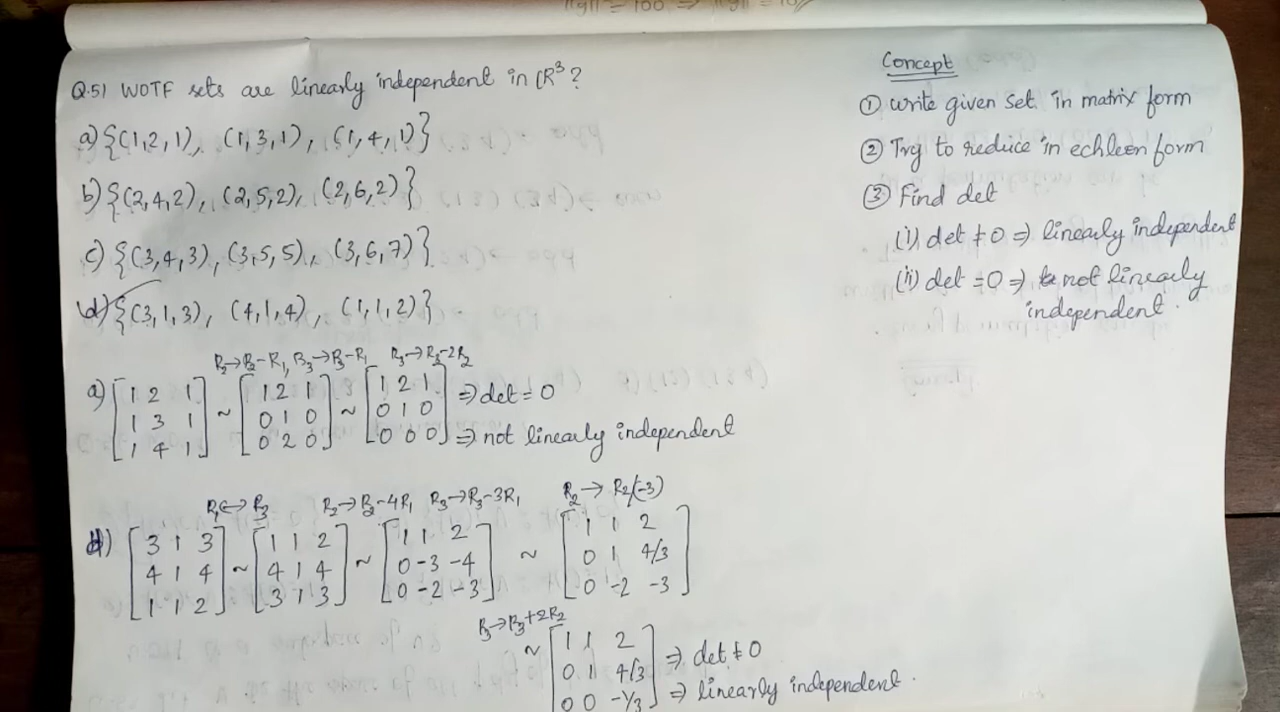 Q.51 WOTF sets are linearly independent in ℝ³?
a) {(1,2,1), (1,3,1), (1,4,1)}
b) {(2,4,2), (2,5,2), (2,6,2)}
c) {(3,4,3), (3,5,5), (3,6,7)}
d) {(3,1,3), (4,1,4), (1,1,2)}
R₂→R₂-R₁, R₃→R₃-R₁ R₃→R₃-2R₂
a) [1 2 1 ~ [1 2 1 ~ [1 2 1 ⇒ det = 0
1 3 1 0 1 0 0 1 0
1 4 1] 0 2 0] 0 0 0] ⇒ not linearly independent
R₁↔R₃ R₂→R₂-4R₁ R₃→R₃-3R₁ R₂→R₂/(-3)
d) [3 1 3 ~ [1 1 2 ~ [1 1 2 ~ [1 1 2
4 1 4 4 1 4 0 -3 -4 0 1 4/3
1 1 2] 3 1 3] 0 -2 -3] 0 -2 -3]
R₃→R₃+2R₂
~ [1 1 2
0 1 4/3 ⇒ det ≠ 0
0 0 -1/3] ⇒ linearly independent.
Concept
① write given set in matrix form
② Try to reduce in echleon form
③ Find det
(i) det ≠ 0 ⇒ linearly independent
(ii) det = 0 ⇒ not linearly
independent.